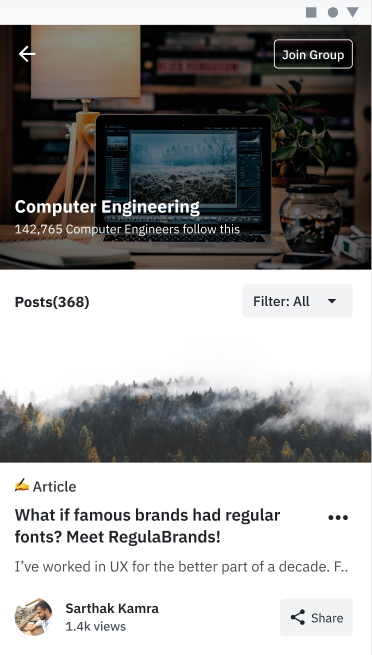 Join Group
Computer Engineering
142,765 Computer Engineers follow this
Posts(368)
Filter: All
✍️ Article
What if famous brands had regular
fonts? Meet RegulaBrands!
I've worked in UX for the better part of a decade. F..
Sarthak Kamra
1.4k views
Share